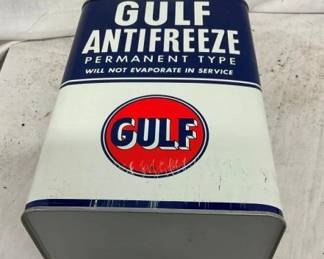 GULF
ANTIFREEZE
PERMANENT TYPE
WILL NOT EVAPORATE IN SERVICE
GULF